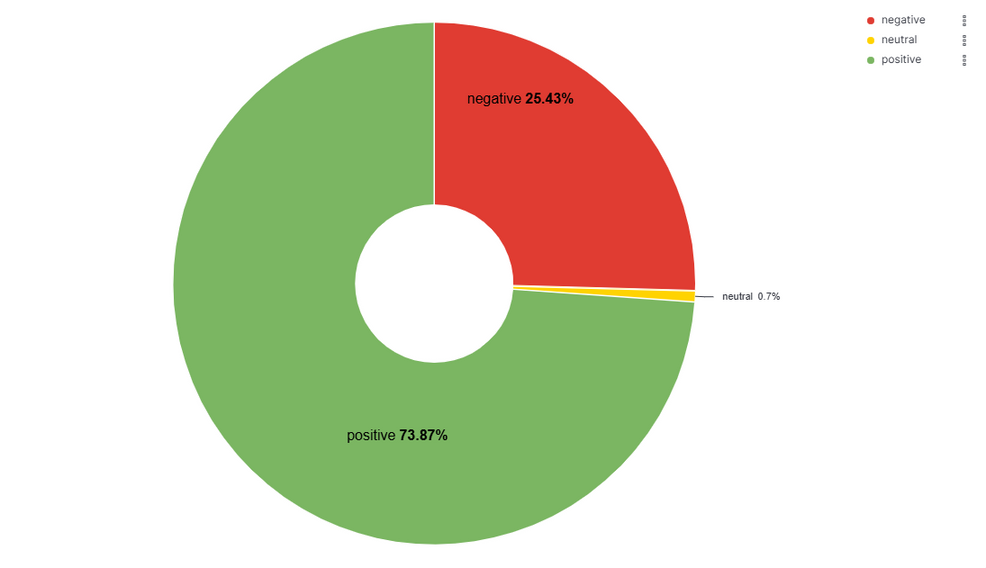 negative
neutral
positive
negative 25.43%
neutral 0.7%
positive 73.87%